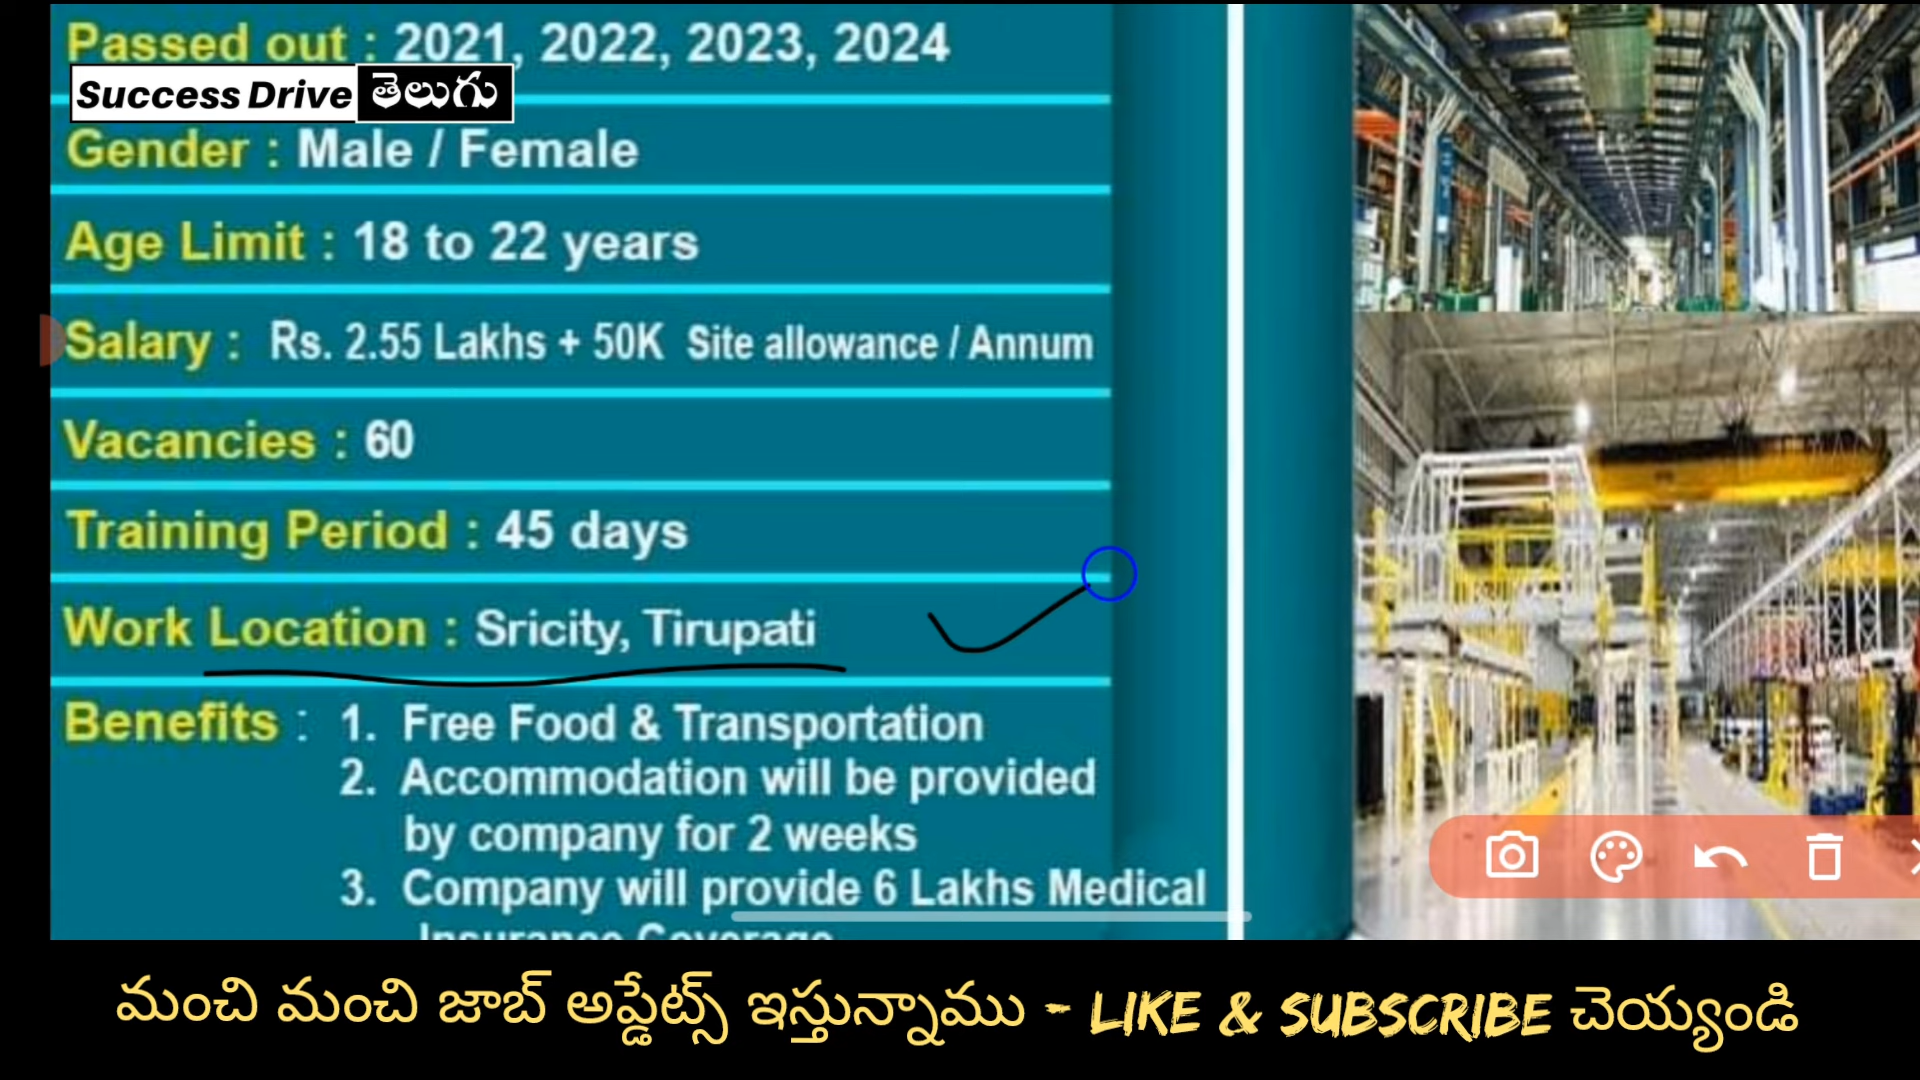 Passed out : 2021, 2022, 2023, 2024
Success Drive తెలుగు
Gender : Male / Female
Age Limit : 18 to 22 years
Salary : Rs. 2.55 Lakhs + 50K Site allowance / Annum
Vacancies : 60
Training Period : 45 days
Work Location : Sricity, Tirupati
Benefits : 1. Free Food & Transportation
2. Accommodation will be provided
by company for 2 weeks
3. Company will provide 6 Lakhs Medical
Insurance Coverage
మంచి మంచి జాబ్ అప్డేట్స్ ఇస్తున్నాము - LIKE & SUBSCRIBE చెయ్యండి